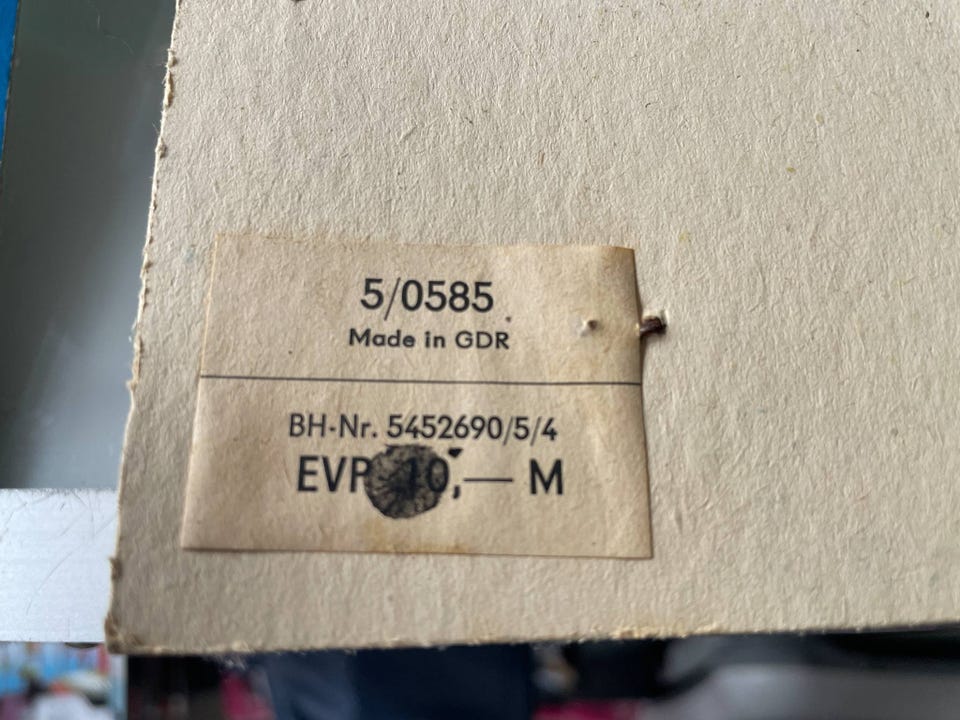 5/0585
Made in GDR
BH-Nr. 5452690/5/4
EVP 10,— M